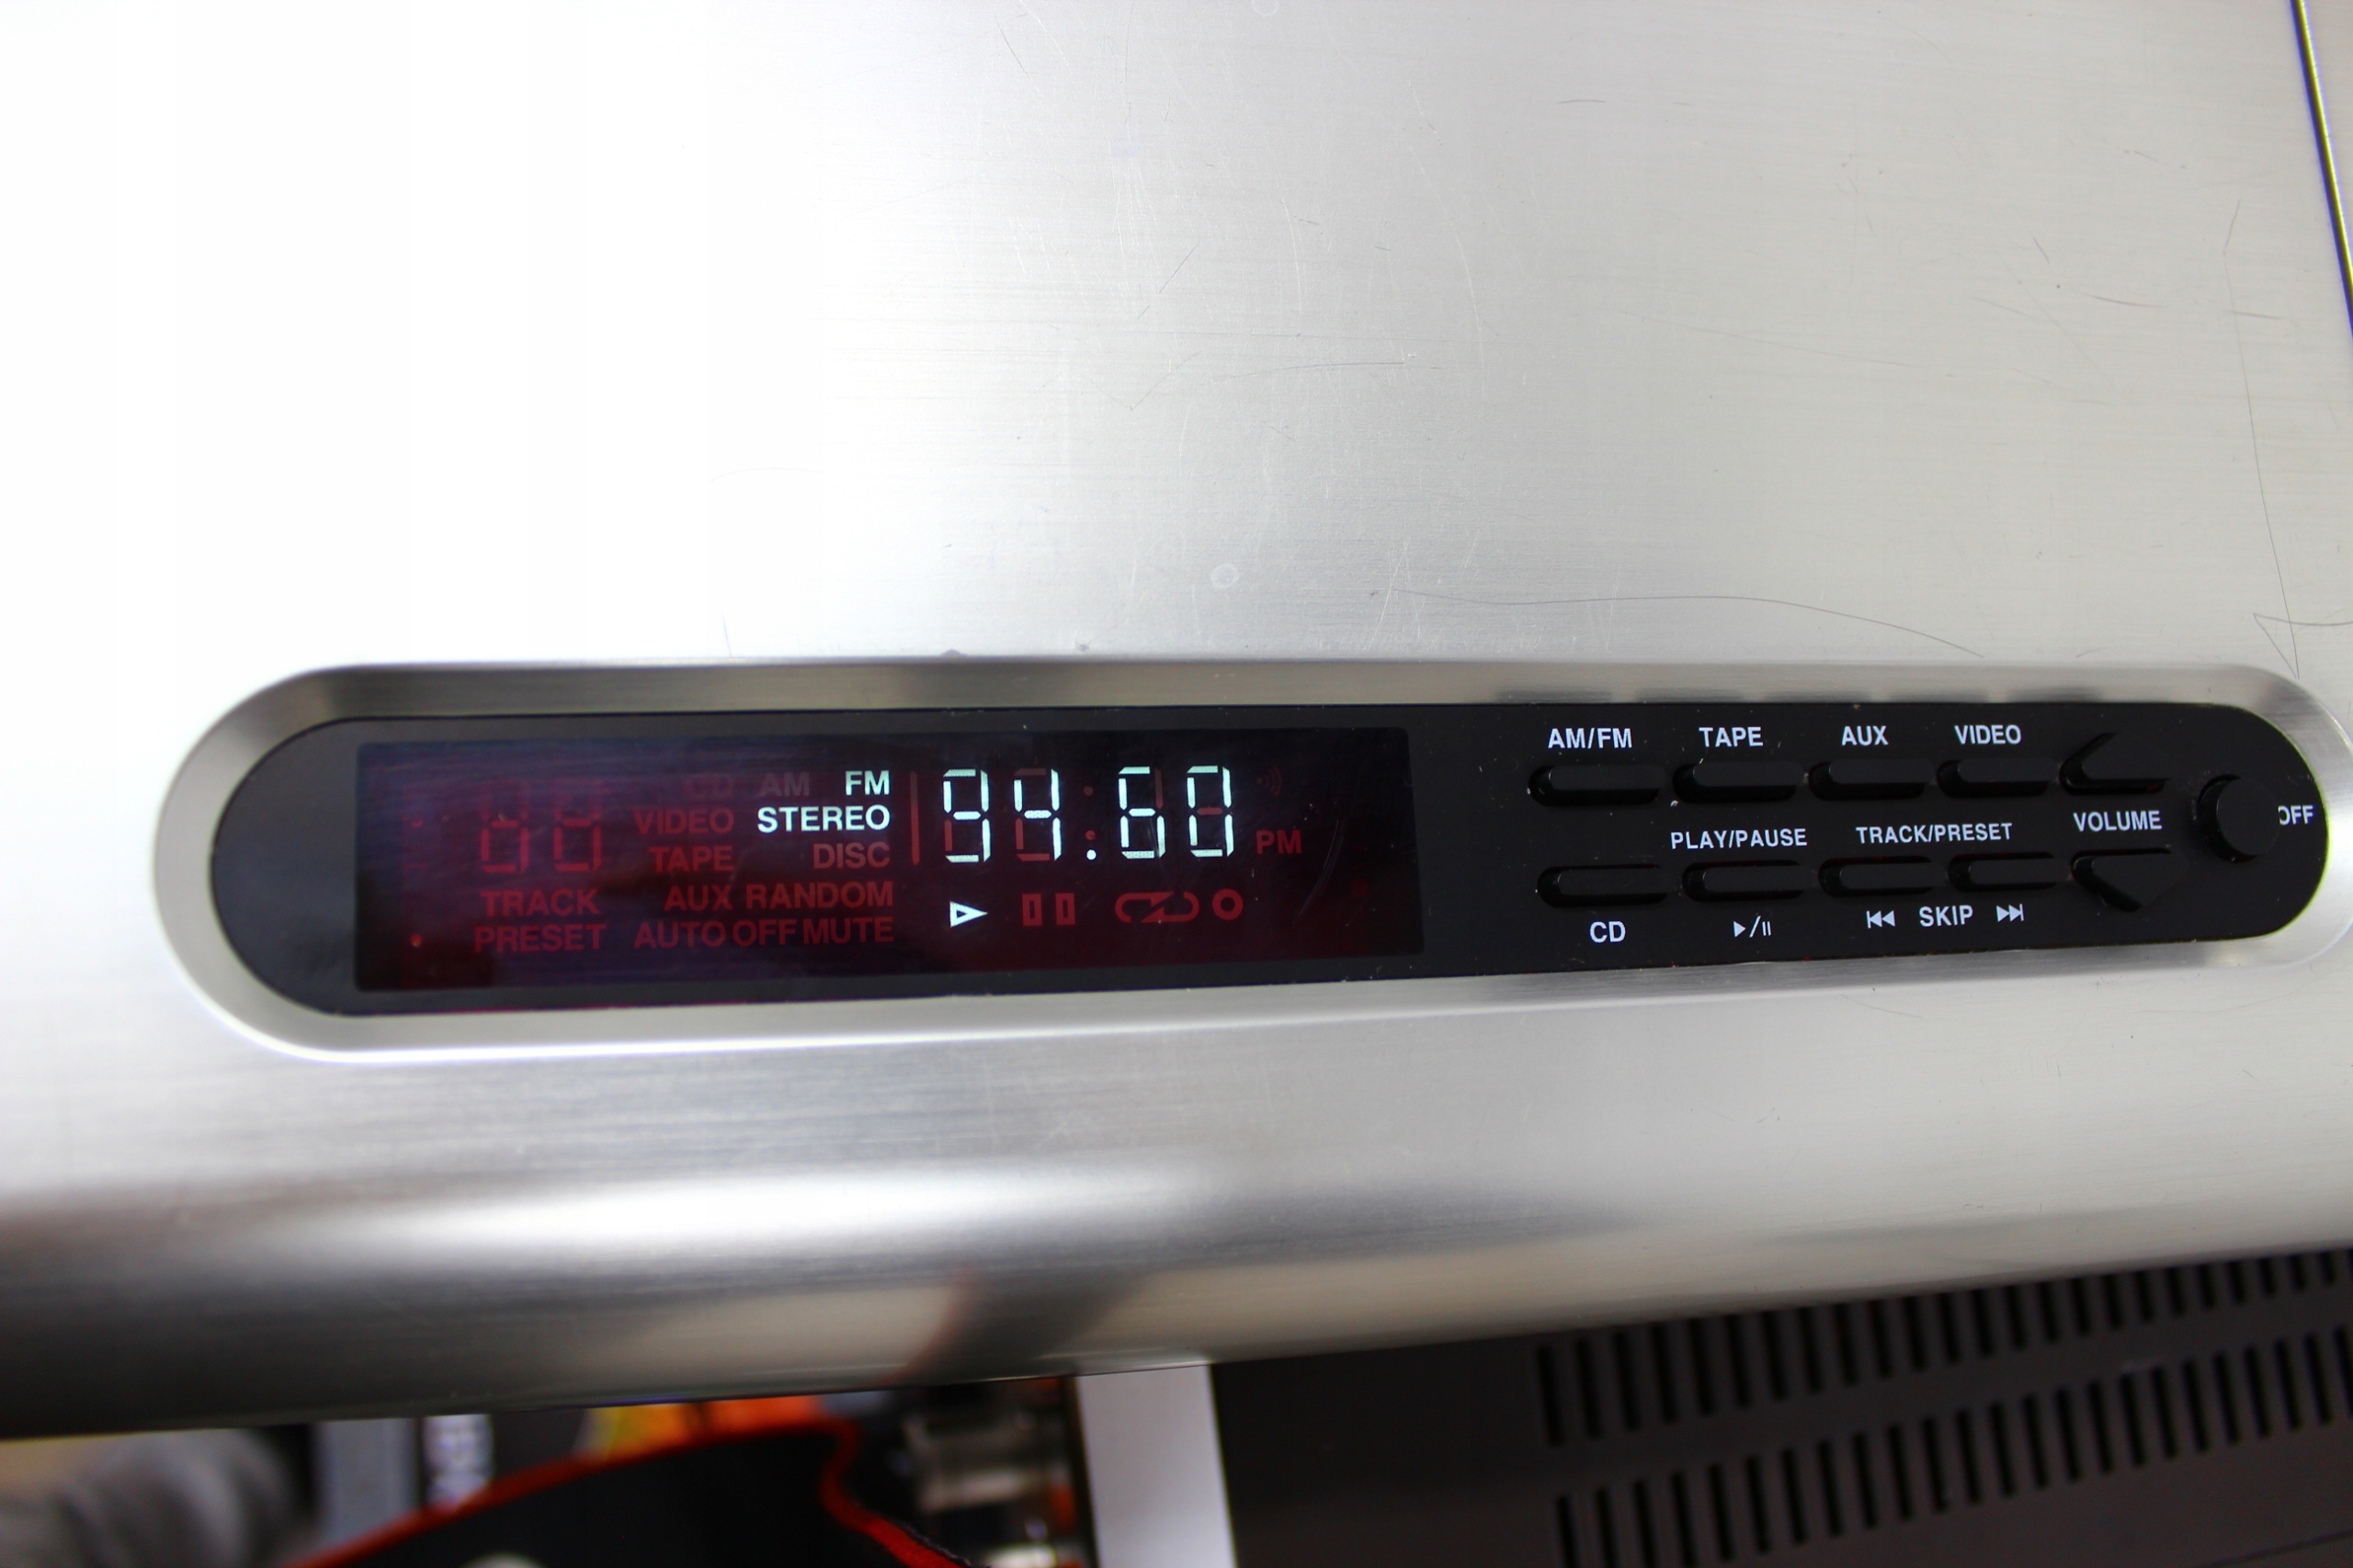 CD AM FM
VIDEO STEREO
TAPE DISC
TRACK AUX RANDOM
PRESET AUTO OFF MUTE
94.60
PM
AM/FM TAPE AUX VIDEO
PLAY/PAUSE TRACK/PRESET VOLUME OFF
CD SKIP